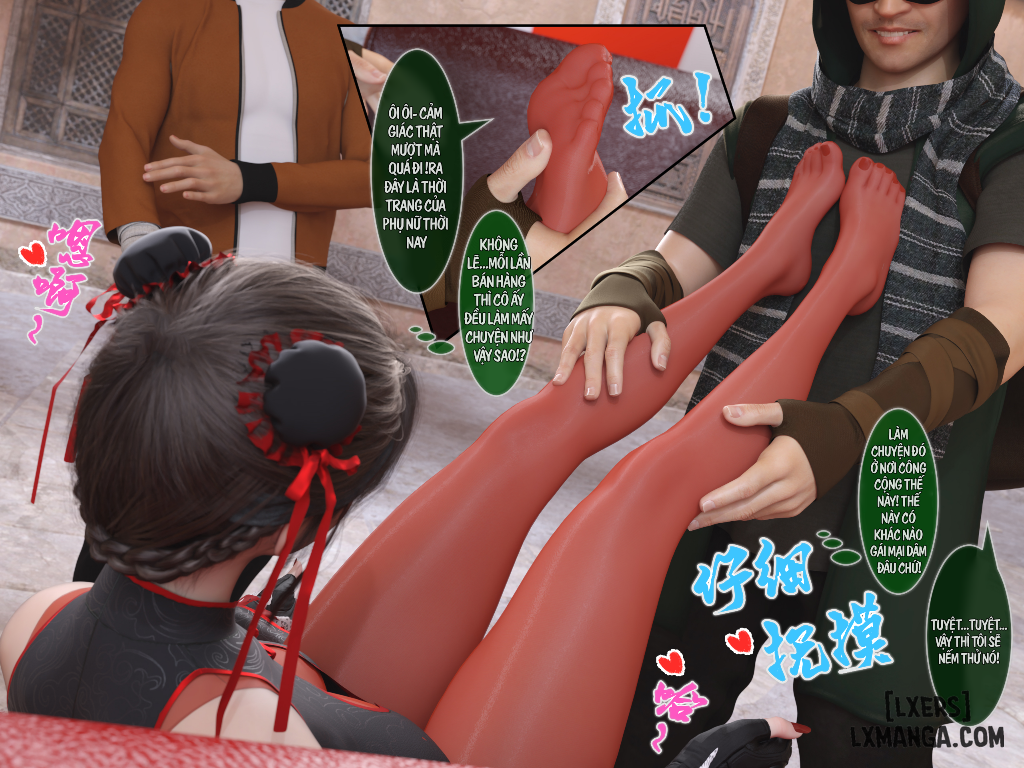 ÔI ÔI- CẢM
GIÁC THẬT
MƯỢT MÀ
QUÁ ĐI !RA
ĐÂY LÀ THỜI
TRANG CỦA
PHỤ NỮ THỜI
NAY
抓!
KHÔNG
LẼ...MỖI LẦN
BÁN HÀNG
THÌ CÔ ẤY
ĐỀU LÀM MẤY
CHUYỆN NHƯ
VẬY SAO!?
嗯啊~
LÀM
CHUYỆN ĐÓ
Ở NƠI CÔNG
CỘNG THẾ
NÀY! THẾ
NÀY CÓ
KHÁC NÀO
GÁI MẠI DÂM
ĐÂU CHỨ!
仔细
抚摸
TUYỆT...TUYỆT...
VẬY THÌ TÔI SẼ
NẾM THỬ NÓ!
哈~
[LXERS]
LXMANGA.COM